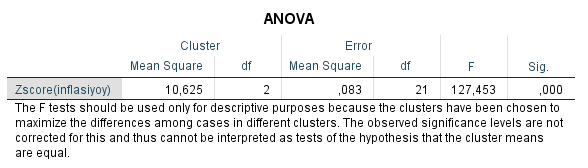 ANOVA
Cluster Error
Mean Square df Mean Square df F Sig.
Zscore(inflasiyoy) 10,625 2 ,083 21 127,453 ,000
The F tests should be used only for descriptive purposes because the clusters have been chosen to
maximize the differences among cases in different clusters. The observed significance levels are not
corrected for this and thus cannot be interpreted as tests of the hypothesis that the cluster means
are equal.